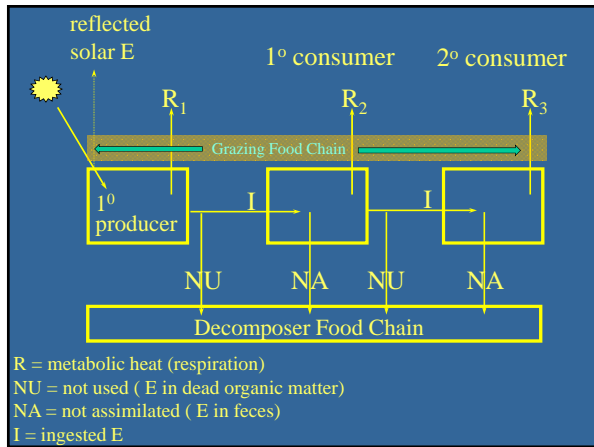 reflected
solar E
1º consumer
2º consumer
R1
R2
R3
Grazing Food Chain
1º
producer
I
I
NU
NA
NU
NA
Decomposer Food Chain
R = metabolic heat (respiration)
NU = not used ( E in dead organic matter)
NA = not assimilated ( E in feces)
I = ingested E